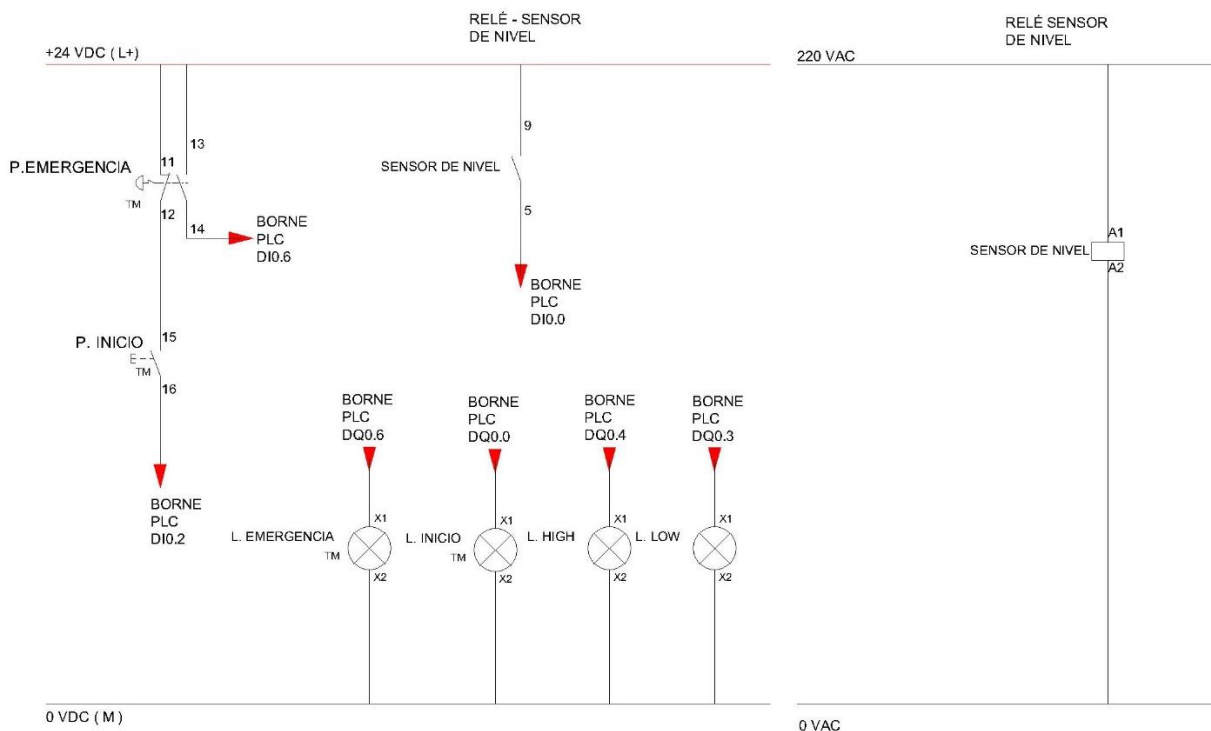 RELÉ - SENSOR
DE NIVEL
+24 VDC ( L+)
9
13
11
P.EMERGENCIA
SENSOR DE NIVEL
TM
12
14
5
BORNE
PLC
DI0.6
BORNE
PLC
DI0.0
15
P. INICIO
E
TM
16
BORNE
PLC
DI0.2
BORNE
PLC
DQ0.6
BORNE
PLC
DQ0.0
BORNE
PLC
DQ0.4
BORNE
PLC
DQ0.3
X1
L. EMERGENCIA
TM
X2
X1
L. INICIO
TM
X2
X1
L. HIGH
X2
X1
L. LOW
X2
0 VDC ( M )
RELÉ SENSOR
DE NIVEL
220 VAC
A1
SENSOR DE NIVEL
A2
0 VAC